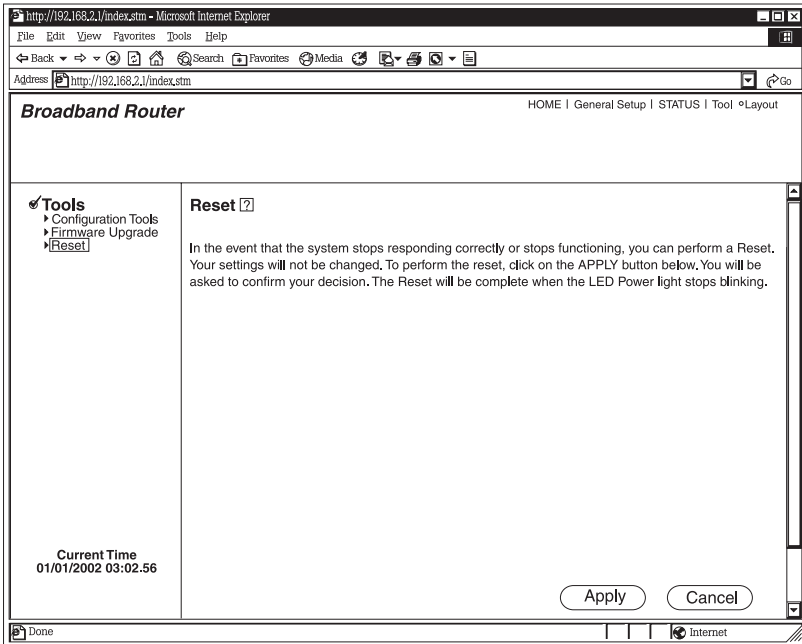 http://192.168.2.1/index.stm - Microsoft Internet Explorer
File Edit View Favorites Tools Help
Back Search Favorites Media
Address http://192.168.2.1/index.stm Go
Broadband Router
HOME | General Setup | STATUS | Tool Layout
Tools
Configuration Tools
Firmware Upgrade
Reset
Reset ?
In the event that the system stops responding correctly or stops functioning, you can perform a Reset.
Your settings will not be changed. To perform the reset, click on the APPLY button below. You will be
asked to confirm your decision. The Reset will be complete when the LED Power light stops blinking.
Current Time
01/01/2002 03:02.56
Apply Cancel
Done Internet